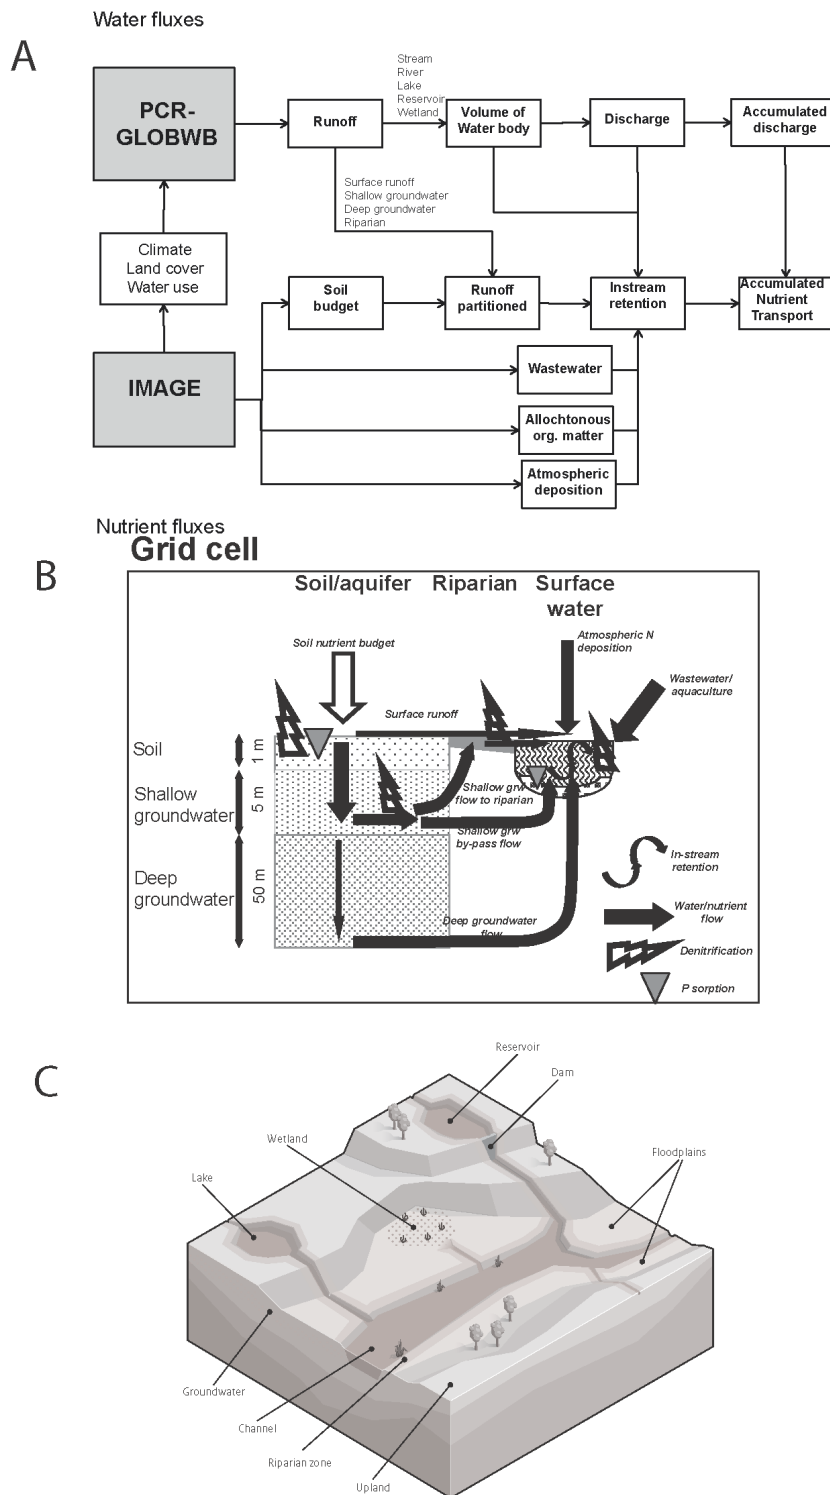 Water fluxes
A
PCR-
GLOBWB
Runoff
Stream
River
Lake
Reservoir
Wetland
Volume of
Water body
Discharge
Accumulated
discharge
Surface runoff
Shallow groundwater
Deep groundwater
Riparian
Climate
Land cover
Water use
Soil
budget
Runoff
partitioned
Instream
retention
Accumulated
Nutrient
Transport
IMAGE
Wastewater
Allochtonous
org. matter
Atmospheric
deposition
Nutrient fluxes
B
Grid cell
Soil/aquifer
Riparian
Surface
water
Soil nutrient budget
Atmospheric N
deposition
Wastewater/
aquaculture
Surface runoff
Soil
1 m
Shallow
groundwater
5 m
Shallow grw
flow to riparian
Shallow grw
by-pass flow
Deep
groundwater
50 m
Deep groundwater
flow
In-stream
retention
Water/nutrient
flow
Denitrification
P sorption
C
Reservoir
Dam
Wetland
Floodplains
Lake
Groundwater
Channel
Riparian zone
Upland